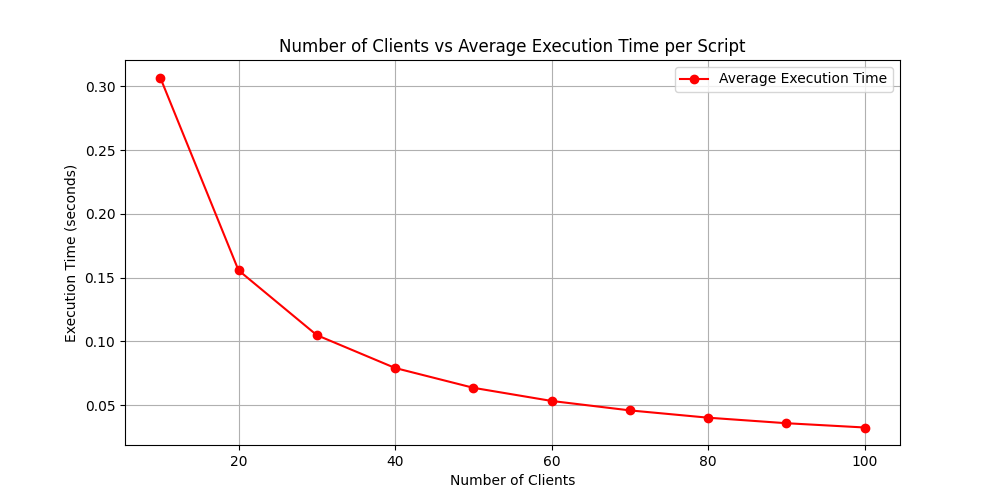 Number of Clients vs Average Execution Time per Script
Average Execution Time
Execution Time (seconds)
0.30
0.25
0.20
0.15
0.10
0.05
20 40 60 80 100
Number of Clients